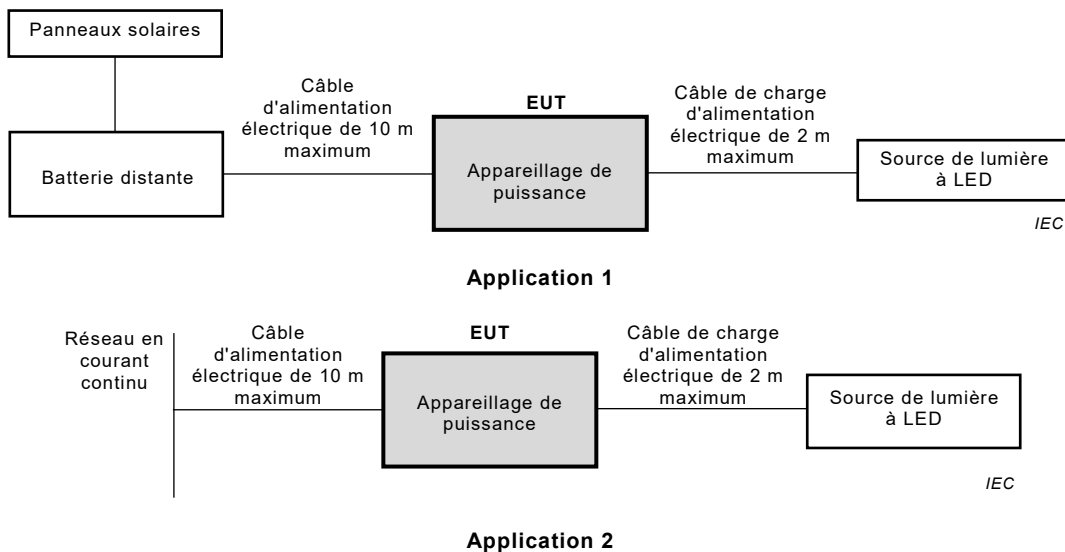 Panneaux solaires
Batterie distante
Câble
d'alimentation
électrique de 10 m
maximum
EUT
Appareillage de
puissance
Câble de charge
d'alimentation
électrique de 2 m
maximum
Source de lumière
à LED
IEC
Application 1
Réseau en
courant
continu
Câble
d'alimentation
électrique de 10 m
maximum
EUT
Appareillage de
puissance
Câble de charge
d'alimentation
électrique de 2 m
maximum
Source de lumière
à LED
IEC
Application 2